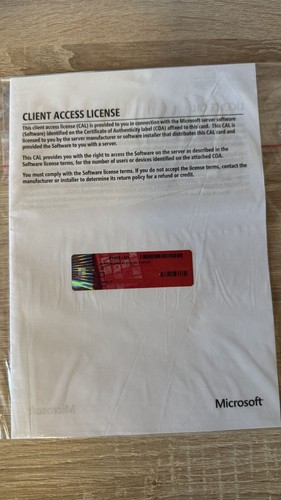 CLIENT ACCESS LICENSE
This client access license (CAL) is provided to you in connection with the Microsoft server software
(Software) identified on the Certificate of Authenticity label (COA) affixed to this card. This CAL is
licensed to you by the server manufacturer or software installer that distributes this CAL card and
provided the Software to you with a server.
This CAL provides you with the right to access the Software on the server as described in the
Software license terms, for the number of users or devices identified on the attached COA.
You must comply with the Software license terms. If you do not accept the license terms, contact the
manufacturer or installer to determine its return policy for a refund or credit.
Microsoft